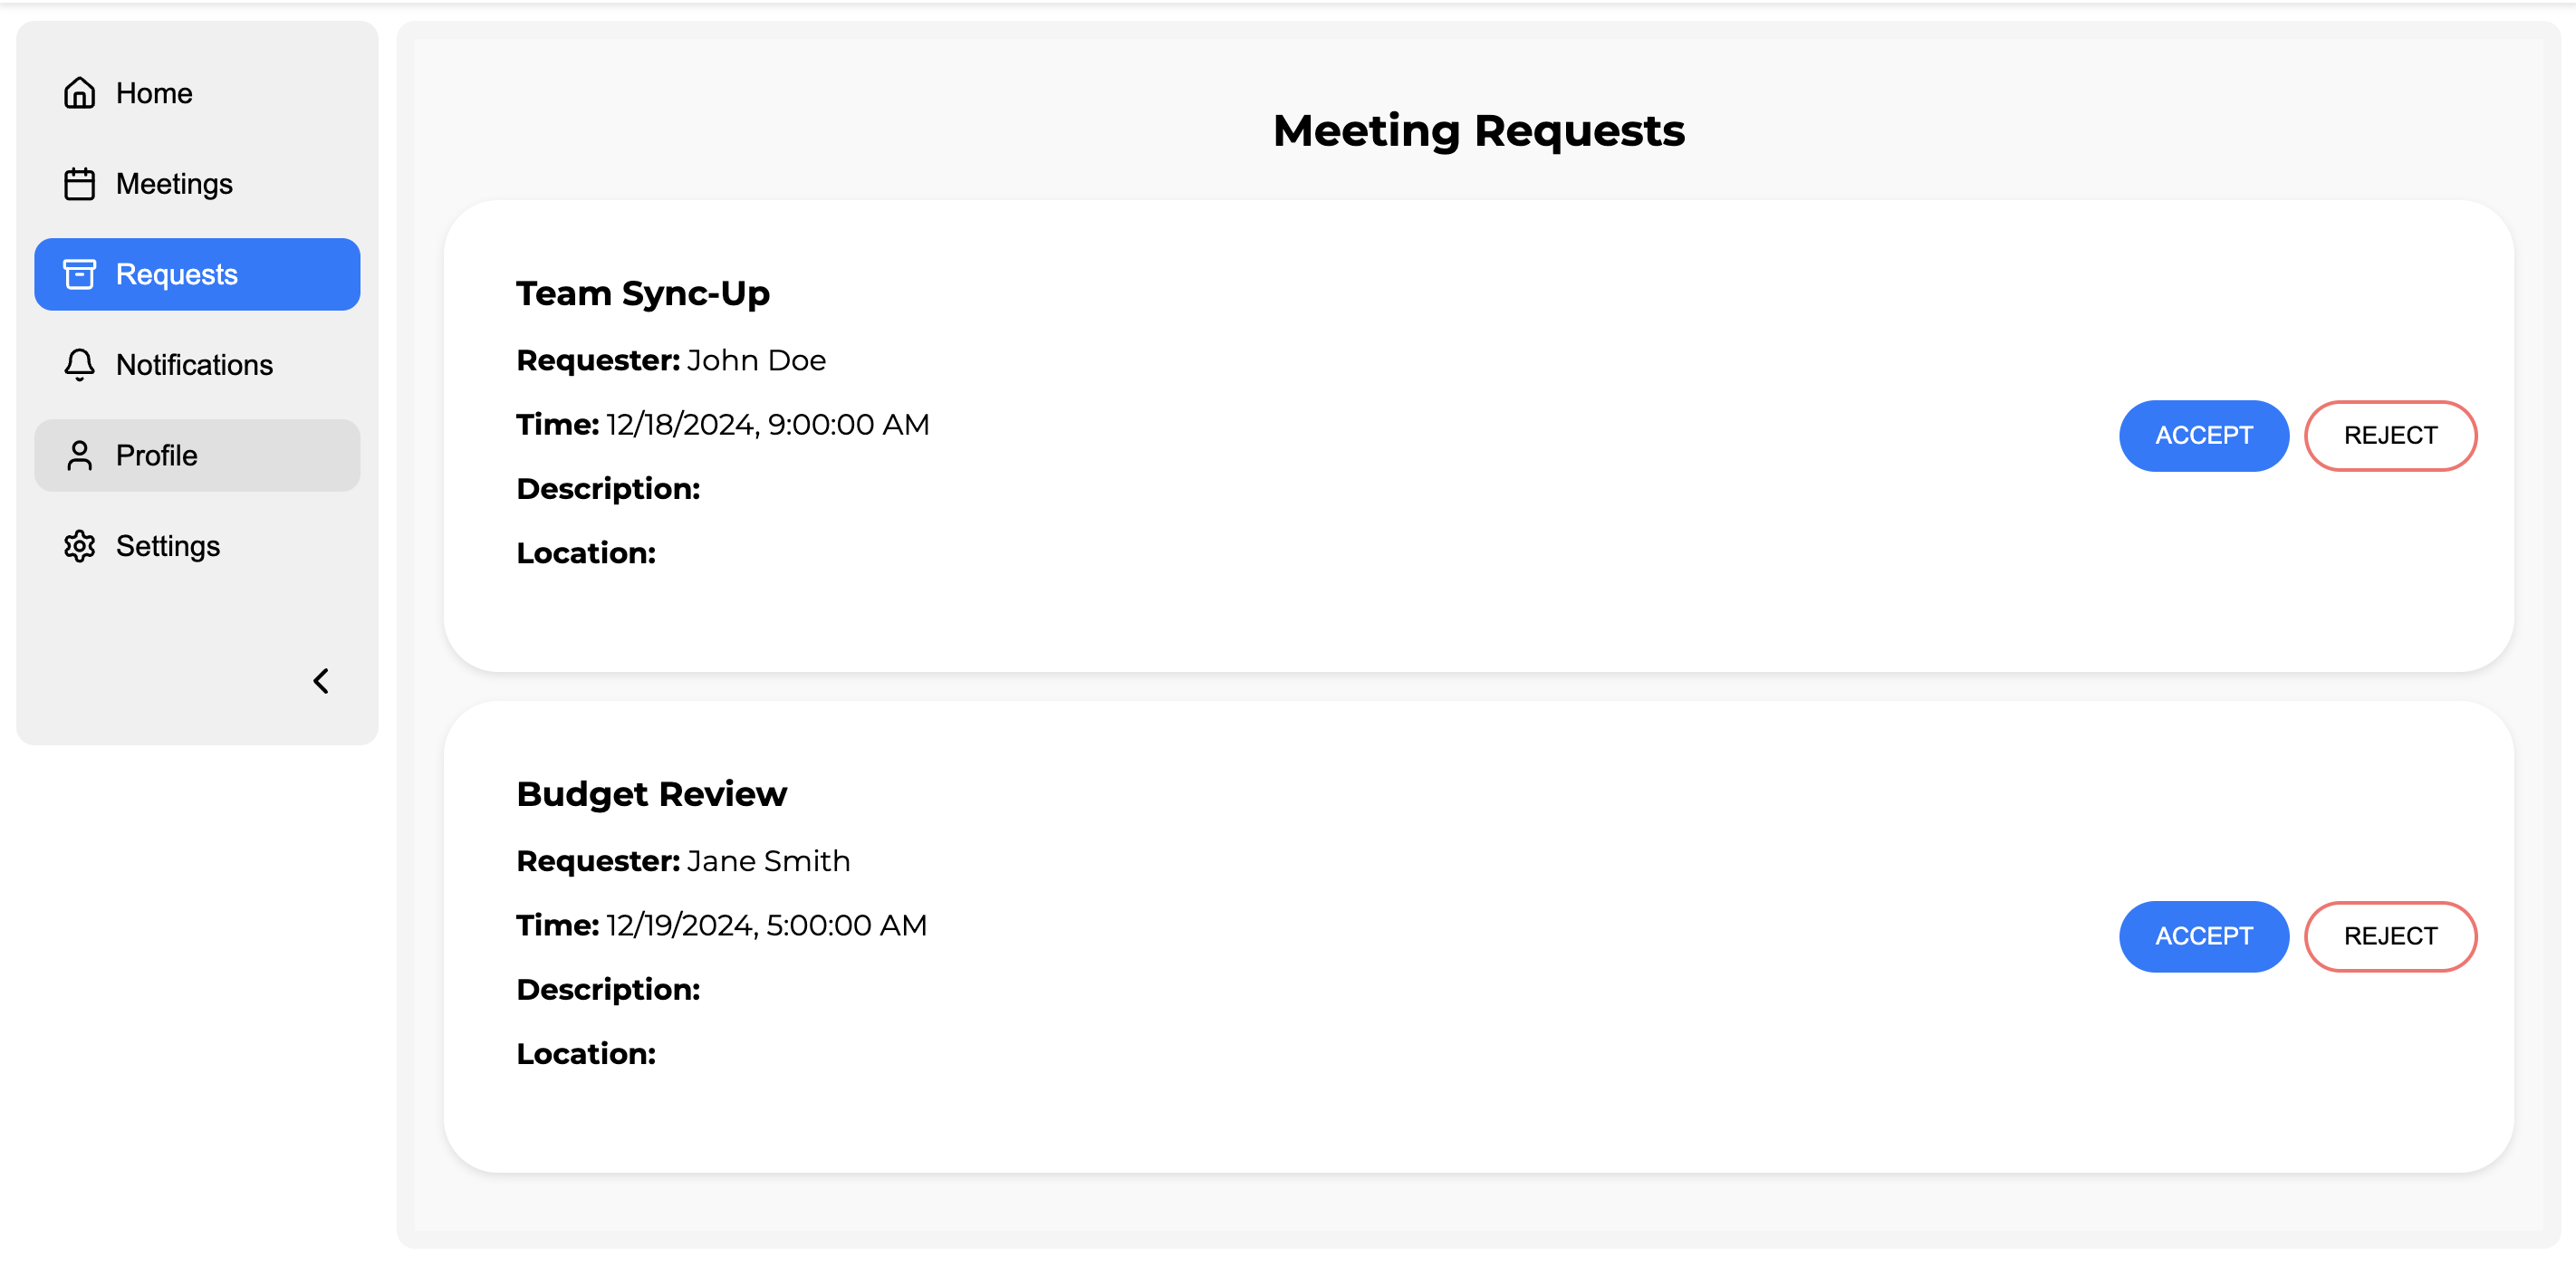 Home
Meetings
Requests
Notifications
Profile
Settings
Meeting Requests
Team Sync-Up
Requester: John Doe
Time: 12/18/2024, 9:00:00 AM
Description:
Location:
ACCEPT
REJECT
Budget Review
Requester: Jane Smith
Time: 12/19/2024, 5:00:00 AM
Description:
Location:
ACCEPT
REJECT